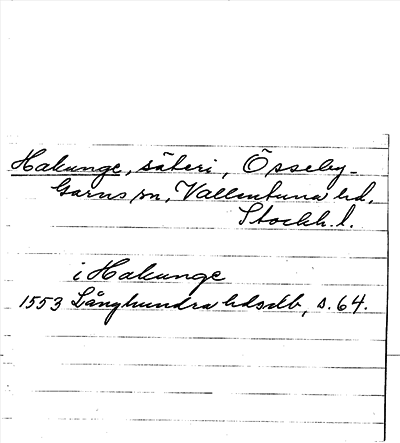 Hakunge, säteri, Össeby-
Garns sn, Vallentuna hd.
Stockh. l.
i Hakunge
1553 Långhundra hdsdb, s. 64.